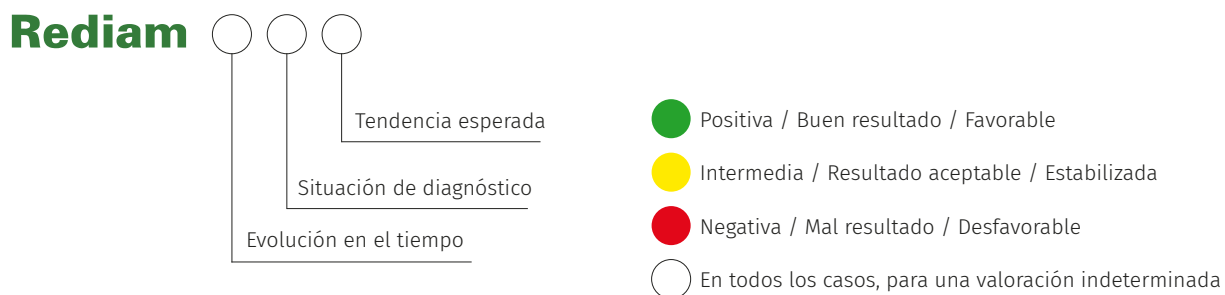 Rediam
Tendencia esperada
Situación de diagnóstico
Evolución en el tiempo
Positiva / Buen resultado / Favorable
Intermedia / Resultado aceptable / Estabilizada
Negativa / Mal resultado / Desfavorable
En todos los casos, para una valoración indeterminada